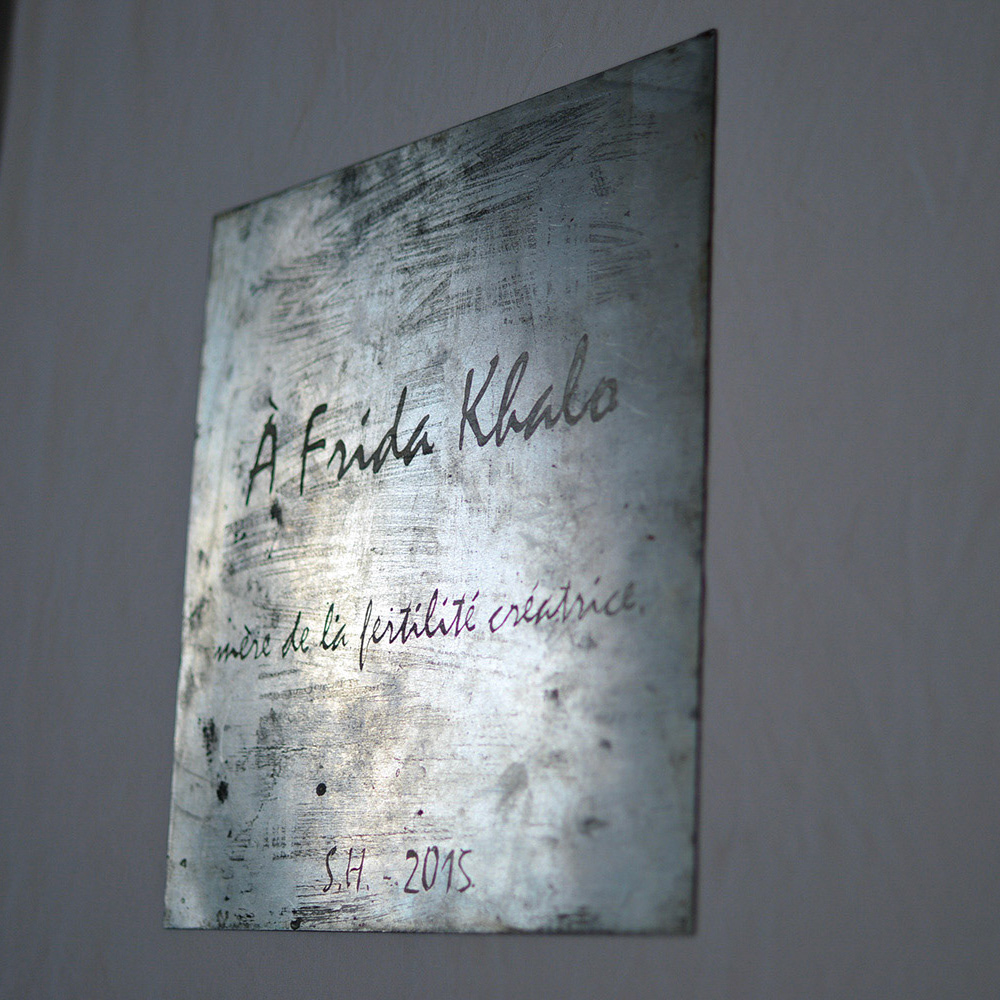 À Frida Khalo
mère de la fertilité créatrice.
S.H. - 2015